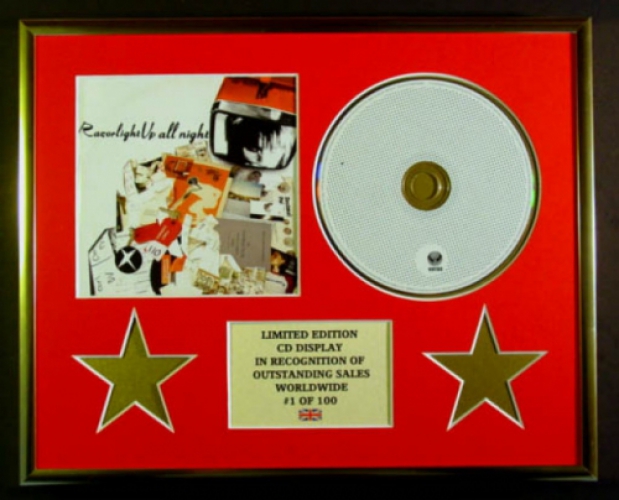 Razorlight Up all night
LIMITED EDITION
CD DISPLAY
IN RECOGNITION OF
OUTSTANDING SALES
WORLDWIDE
#1 OF 100